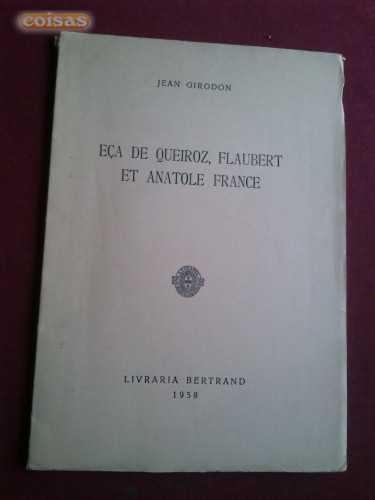 coisas
JEAN GIRODON
EÇA DE QUEIROZ, FLAUBERT
ET ANATOLE FRANCE
LIVRARIA BERTRAND
1958